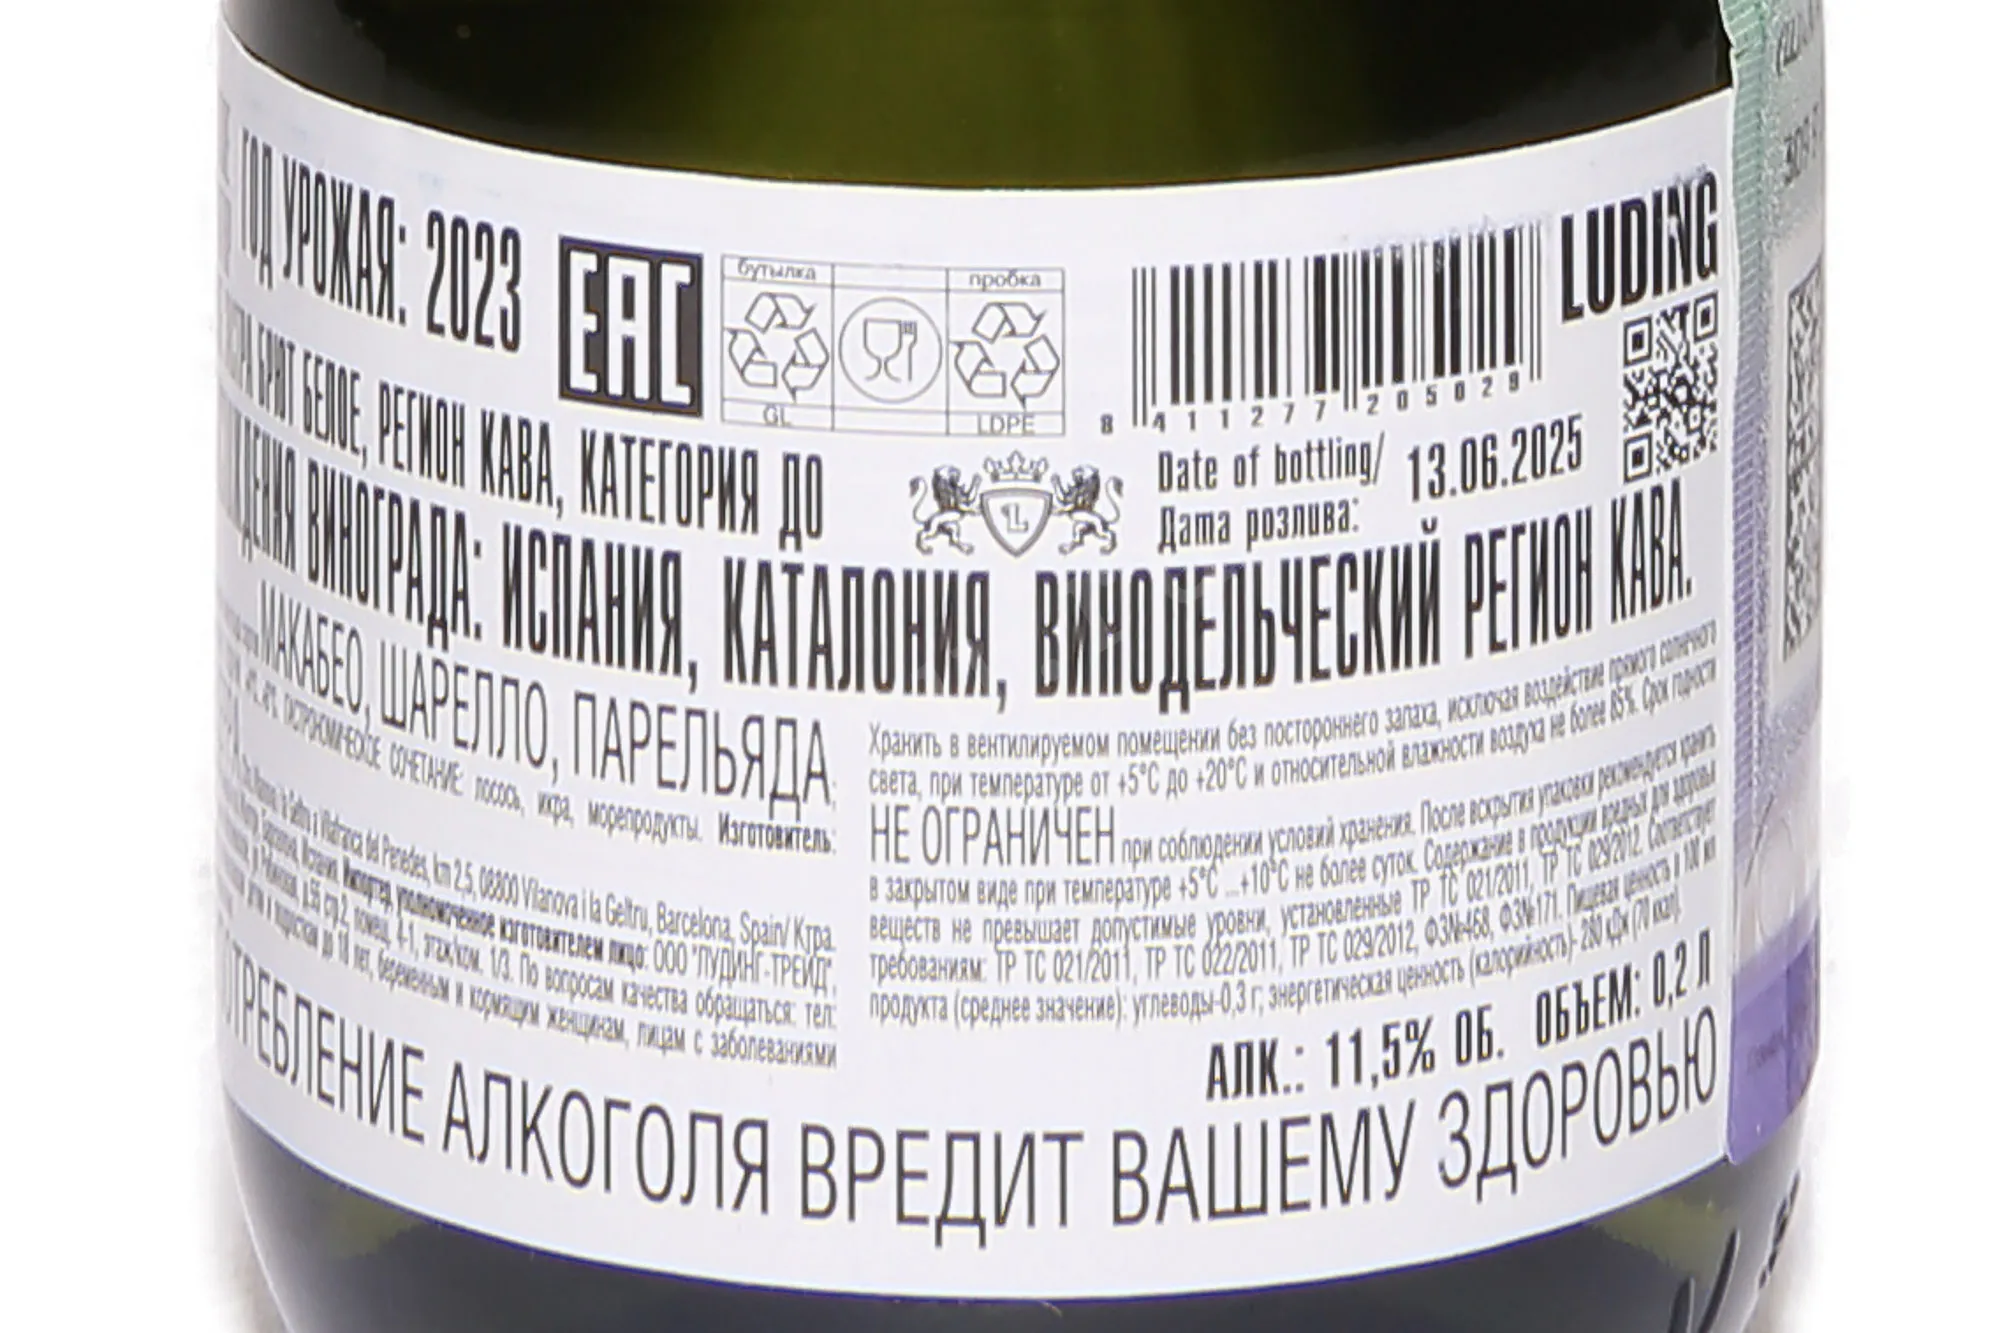 ГОД УРОЖАЯ: 2023
EAC
бутылка
пробка
GL
LDPE
8 411277 205029
LUDING
Date of bottling/
Дата розлива:
13.06.2025
БРЮТ БЕЛОЕ, РЕГИОН КАВА, КАТЕГОРИЯ ДО
ВИНОГРАДА: ИСПАНИЯ, КАТАЛОНИЯ, ВИНОДЕЛЬЧЕСКИЙ РЕГИОН КАВА.
МАКАБЕО, ШАРЕЛЛО, ПАРЕЛЬЯДА,
ГАСТРОНОМИЧЕСКОЕ СОЧЕТАНИЕ: лосось, икра, морепродукты. Изготовитель:
a Vilafranca del Penedes, km 2,5, 08800 Vilanova i la Geltru, Barcelona, Spain/ Ктра.
Испания. Импортер, уполномоченное изготовителем лицо: ООО "ЛУДИНГ-ТРЕЙД",
помещ. 4-1, этаж/ком. 1/3. По вопросам качества обращаться: тел:
до 18 лет, беременным и кормящим женщинам, лицам с заболеваниями
Хранить в вентилируемом помещении без постороннего запаха, исключая воздействие прямого солнечного
света, при температуре от +5°C до +20°C и относительной влажности воздуха не более 85%. Срок годности
НЕ ОГРАНИЧЕН при соблюдении условий хранения. После вскрытия упаковки рекомендуется хранить
в закрытом виде при температуре +5°C ...+10°C не более суток. Содержание в продукции вредных для здоровья
веществ не превышает допустимые уровни, установленные ТР ТС 021/2011, ТР ТС 029/2012. Соответствует
требованиям: ТР ТС 021/2011, ТР ТС 022/2011, ТР ТС 029/2012, ФЗ№468, ФЗ№171. Пищевая ценность в 100 мл
продукта (среднее значение): углеводы-0,3 г; энергетическая ценность (калорийность)- 280 кДж (70 ккал).
АЛК.: 11,5% ОБ. ОБЪЕМ: 0,2 Л
АЛКОГОЛЯ ВРЕДИТ ВАШЕМУ ЗДОРОВЬЮ